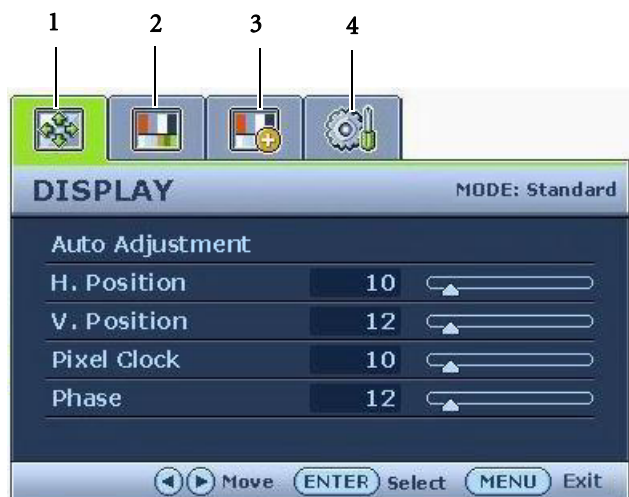 1 2 3 4
DISPLAY MODE: Standard
Auto Adjustment
H. Position 10
V. Position 12
Pixel Clock 10
Phase 12
Move ENTER Select MENU Exit